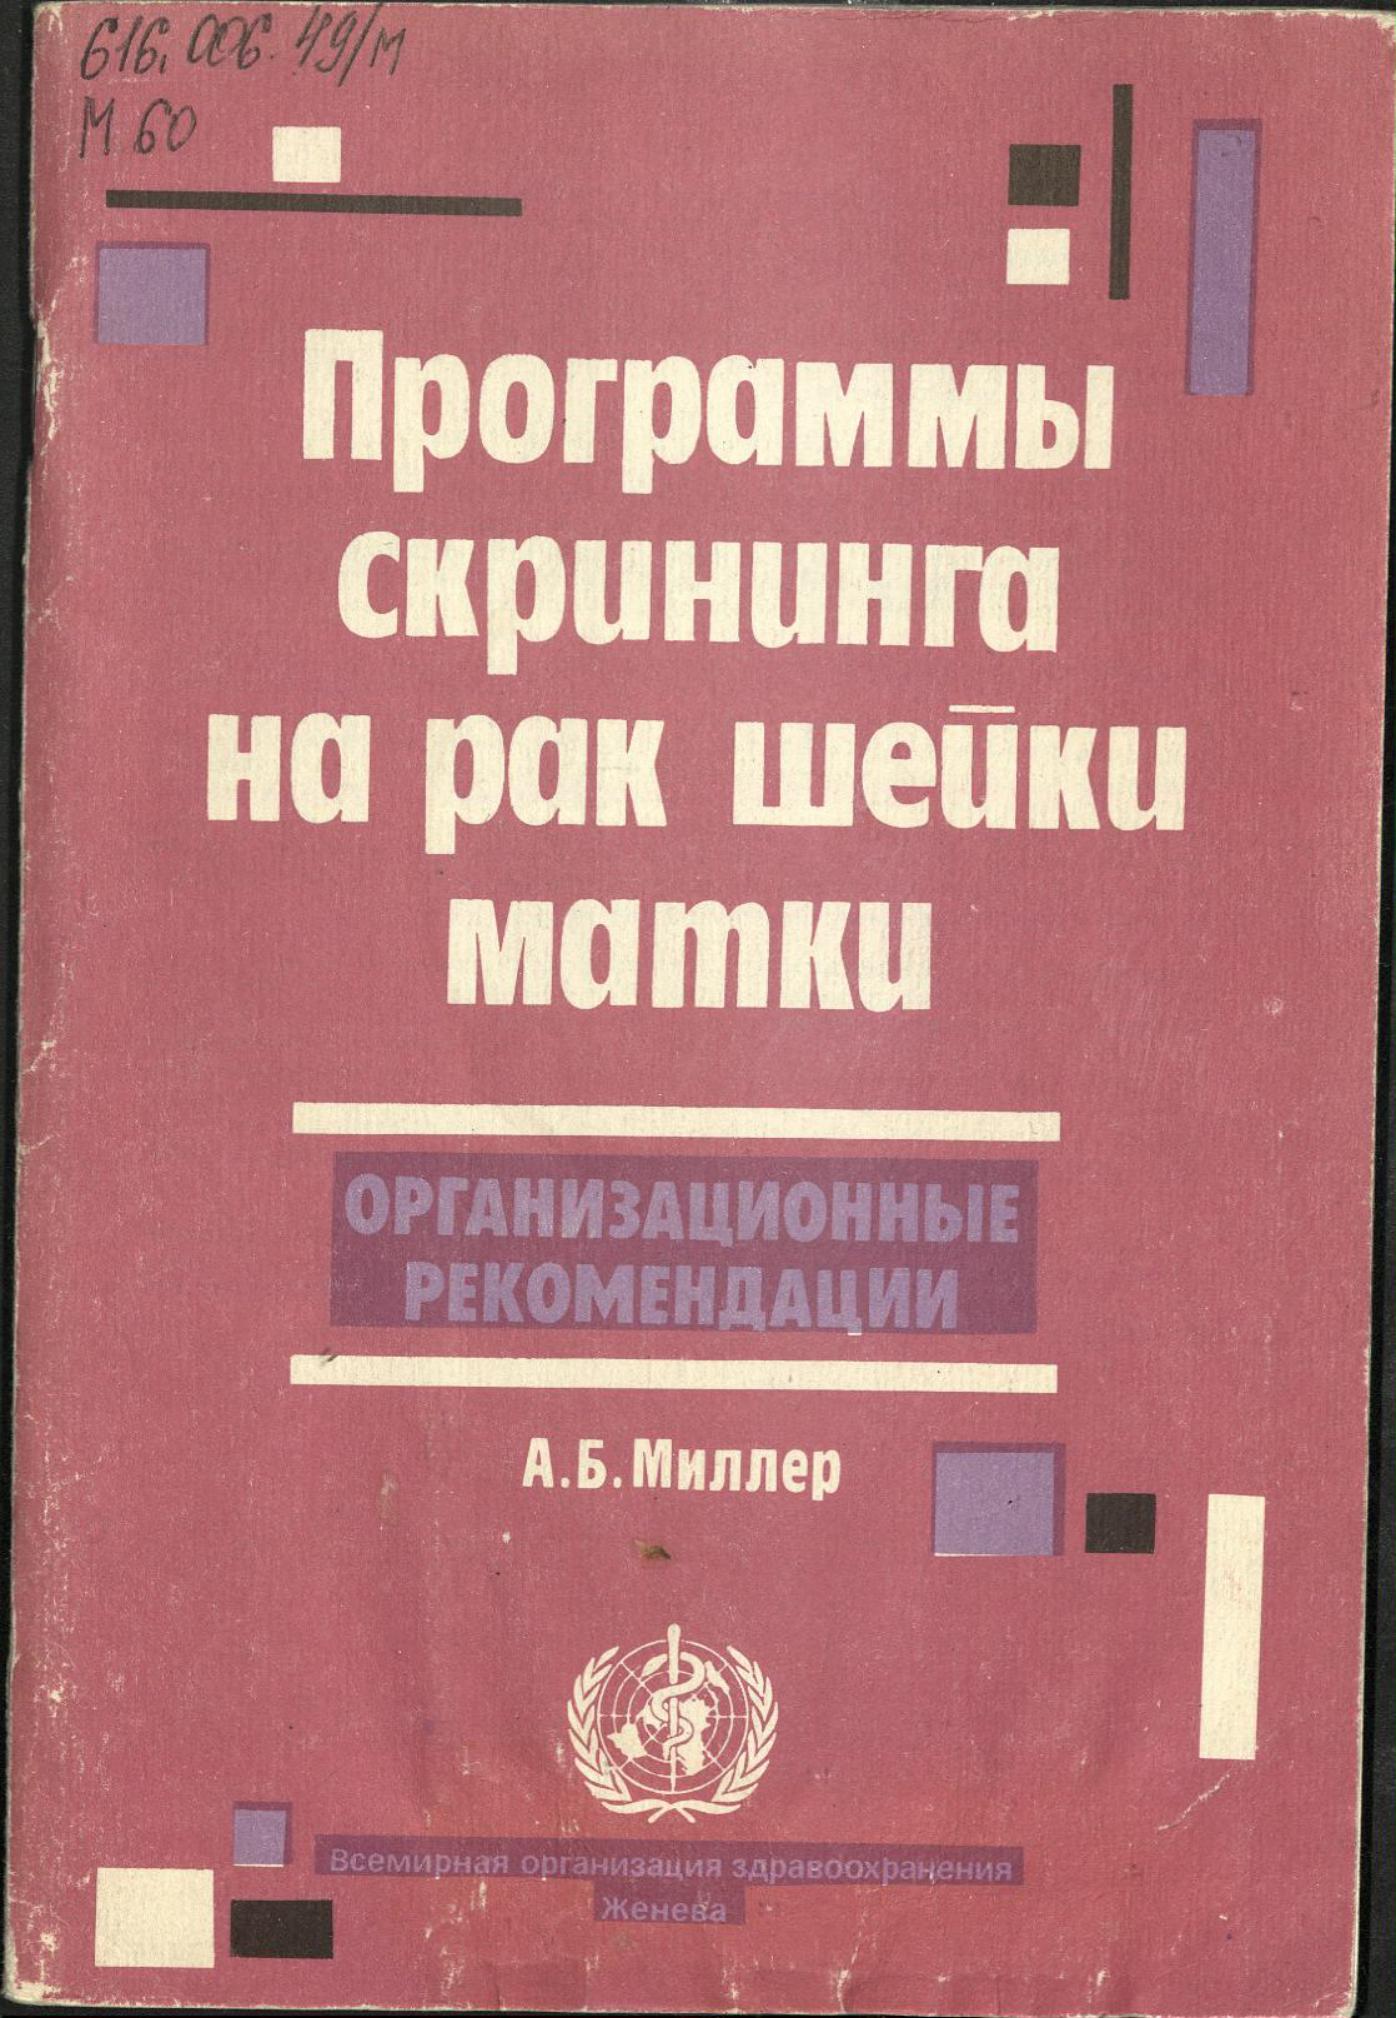 616.006.49/м
М 60
Программы
скрининга
на рак шейки
матки
ОРГАНИЗАЦИОННЫЕ
РЕКОМЕНДАЦИИ
А.Б.Миллер
Всемирная организация здравоохранения
Женева